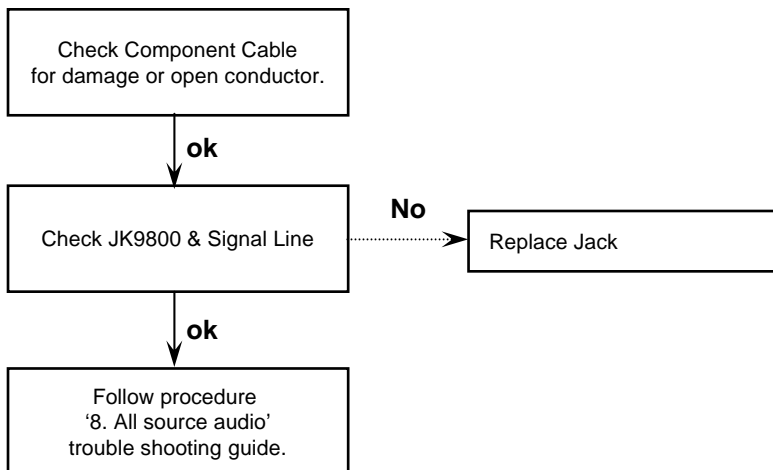 Check Component Cable
for damage or open conductor.
ok
Check JK9800 & Signal Line
No
Replace Jack
ok
Follow procedure
‘8. All source audio’
trouble shooting guide.